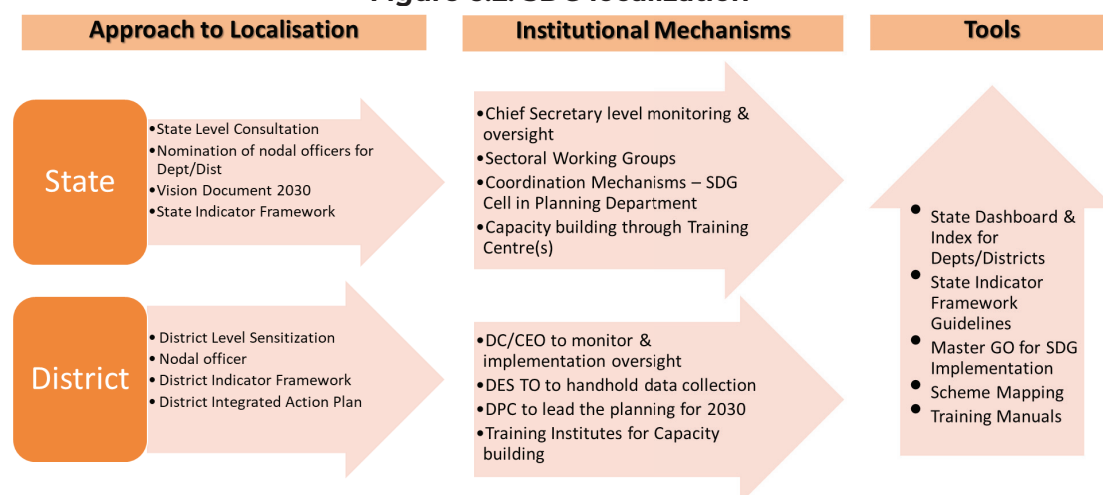 Approach to Localisation
Institutional Mechanisms
Tools
State
•State Level Consultation
•Nomination of nodal officers for
Dept/Dist
•Vision Document 2030
•State Indicator Framework
•Chief Secretary level monitoring &
oversight
•Sectoral Working Groups
•Coordination Mechanisms – SDG
Cell in Planning Department
•Capacity building through Training
Centre(s)
District
• District Level Sensitization
• Nodal officer
• District Indicator Framework
• District Integrated Action Plan
•DC/CEO to monitor &
implementation oversight
•DES TO to handhold data collection
•DPC to lead the planning for 2030
•Training Institutes for Capacity
building
• State Dashboard &
Index for
Depts/Districts
• State Indicator
Framework
Guidelines
• Master GO for SDG
Implementation
• Scheme Mapping
• Training Manuals